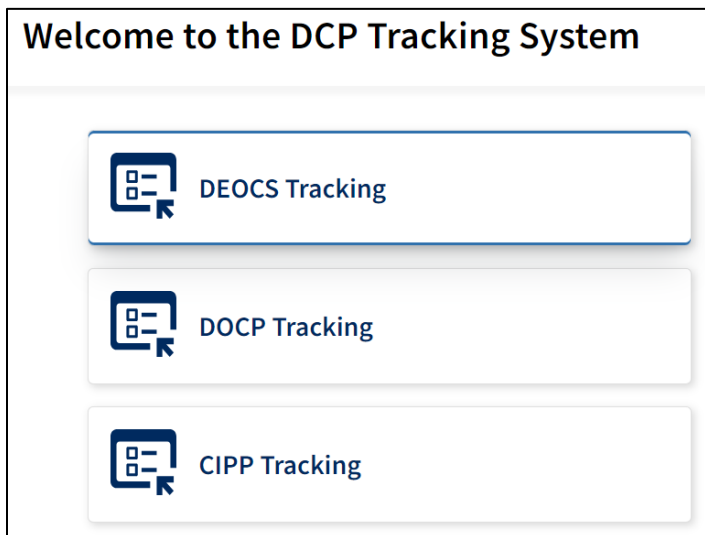 Welcome to the DCP Tracking System
DEOCS Tracking
DOCP Tracking
CIPP Tracking